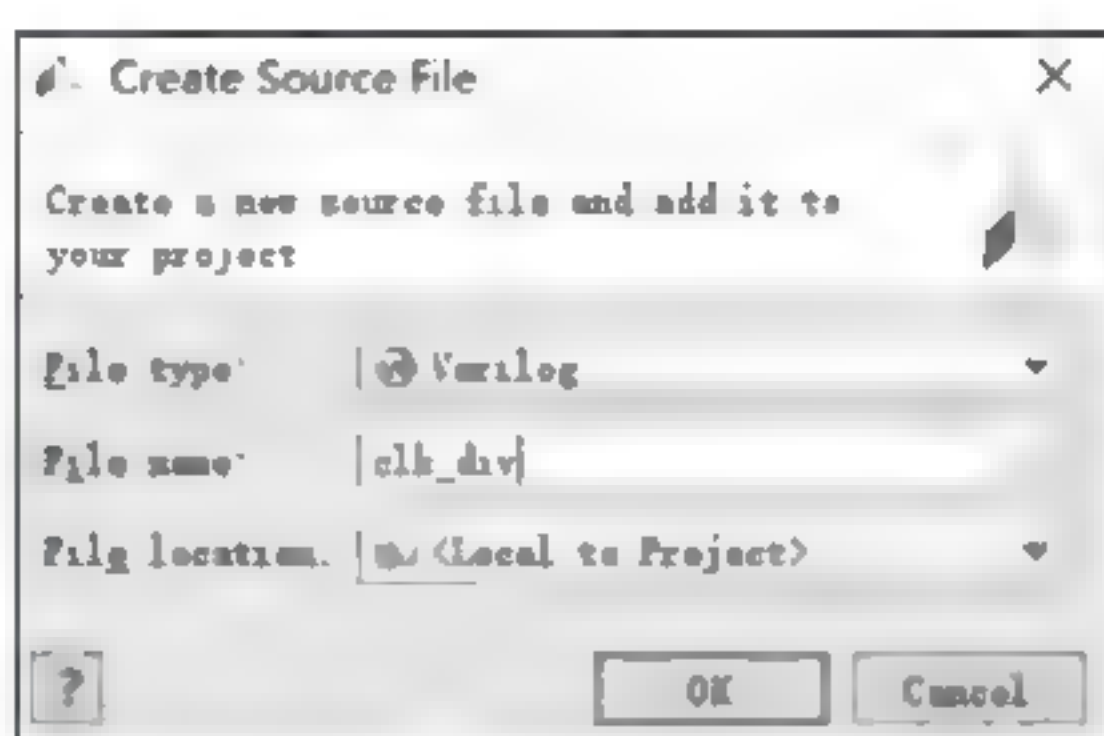 Create Source File
Create a new source file and add it to
your project
File type: Verilog
File name: clk_div
File location: <Local to Project>
? OK Cancel